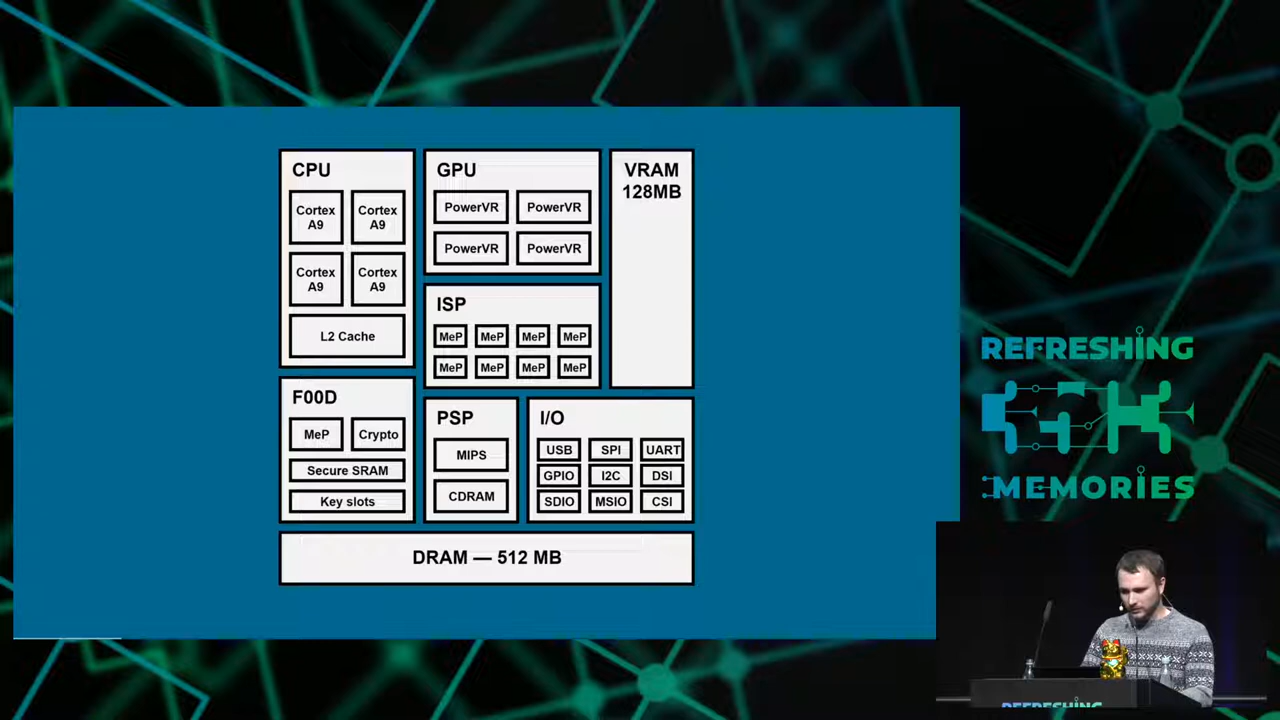 CPU
Cortex
A9
Cortex
A9
Cortex
A9
Cortex
A9
L2 Cache
GPU
PowerVR
PowerVR
PowerVR
PowerVR
VRAM
128MB
ISP
MeP
MeP
MeP
MeP
MeP
MeP
MeP
MeP
F00D
MeP
Crypto
Secure SRAM
Key slots
PSP
MIPS
CDRAM
I/O
USB
SPI
UART
GPIO
I2C
DSI
SDIO
MSIO
CSI
DRAM — 512 MB
REFRESHING
MEMORIES
REFRESHING